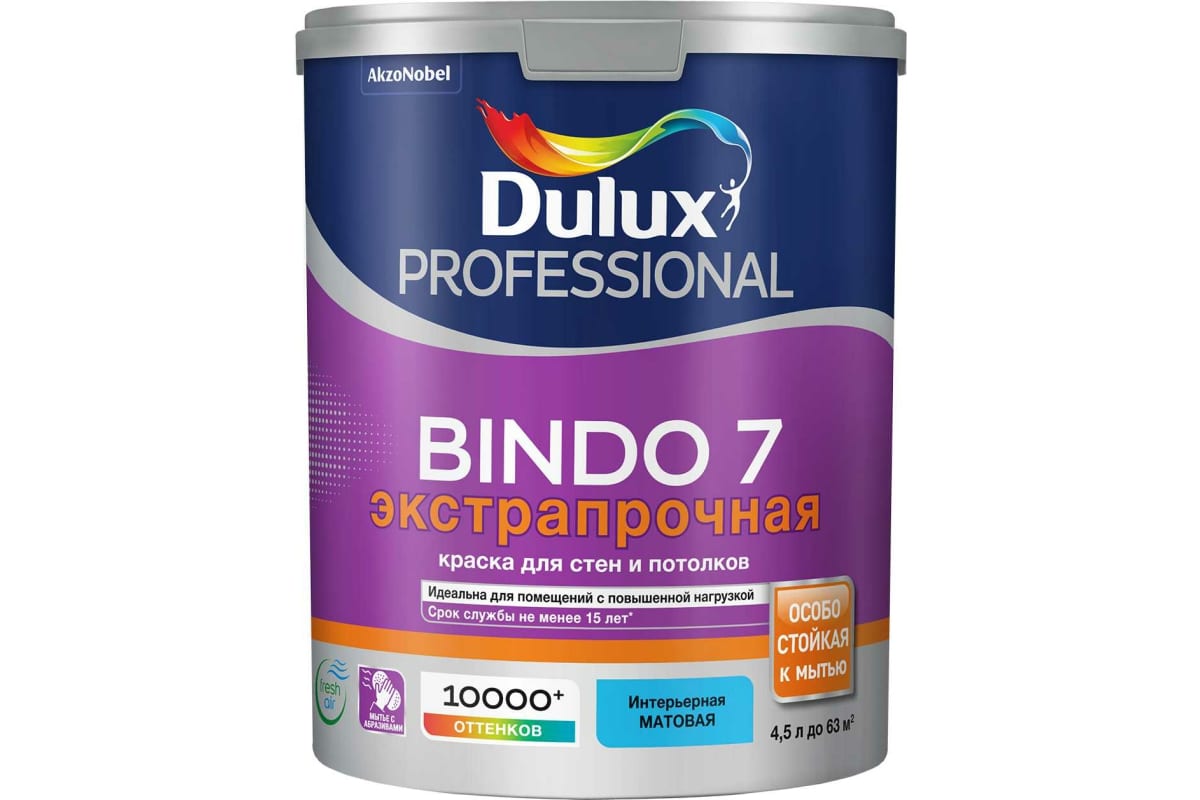 AkzoNobel
Dulux
PROFESSIONAL
BINDO 7
экстрапрочная
краска для стен и потолков
Идеальна для помещений с повышенной нагрузкой
Срок службы не менее 15 лет*
ОСОБО
СТОЙКАЯ
К МЫТЬЮ
fresh
air
МЫТЬЕ С
АБРАЗИВАМИ
10000+
ОТТЕНКОВ
Интерьерная
МАТОВАЯ
4,5 л до 63 м²